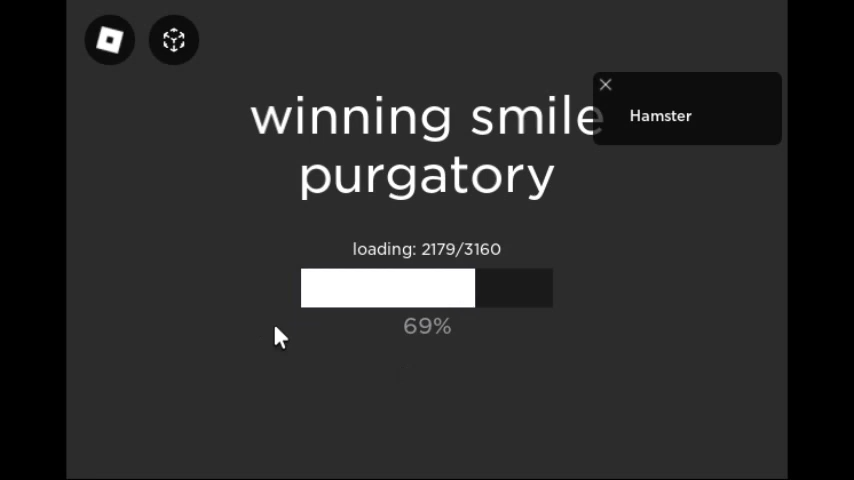 winning smile
purgatory
Hamster
loading: 2179/3160
69%